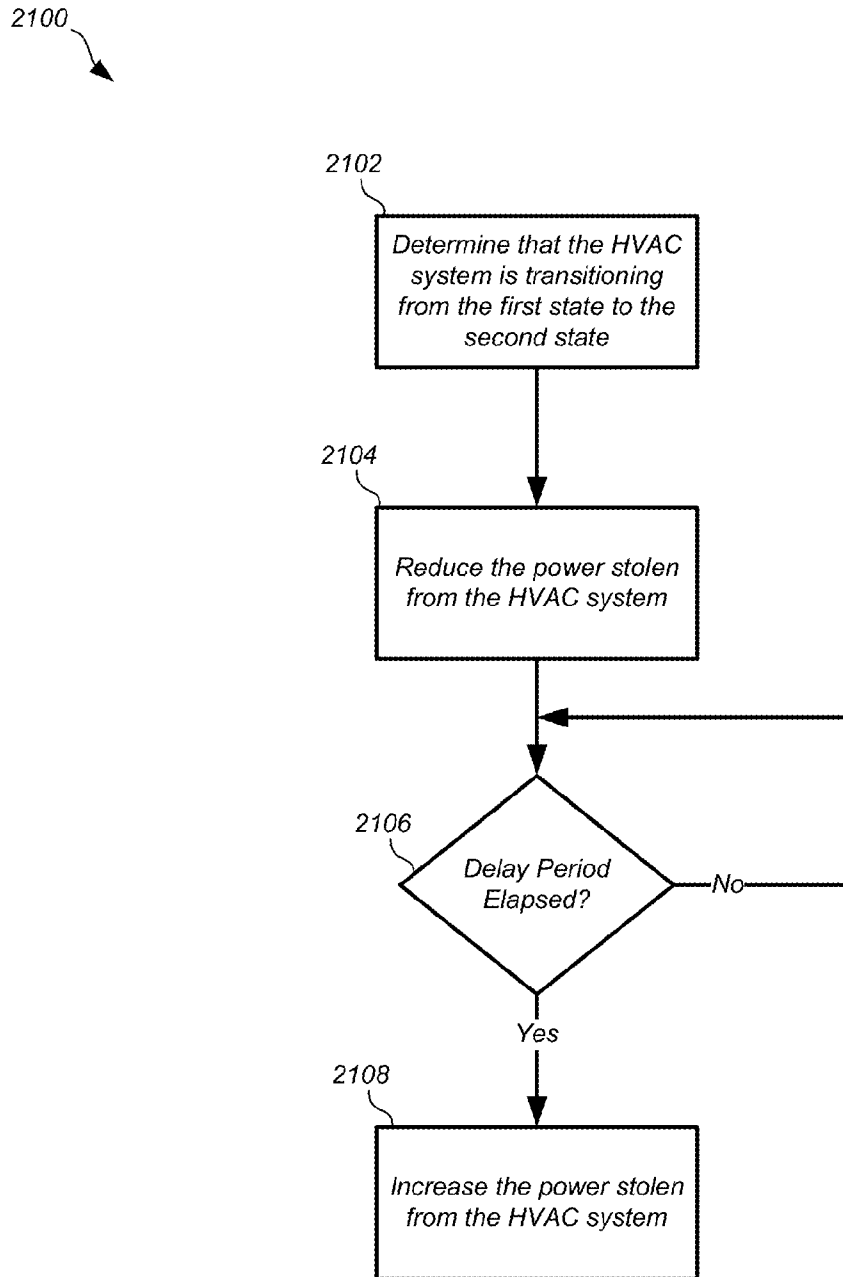 2100
2102
Determine that the HVAC
system is transitioning
from the first state to the
second state
2104
Reduce the power stolen
from the HVAC system
2106
Delay Period
Elapsed?
No
Yes
2108
Increase the power stolen
from the HVAC system